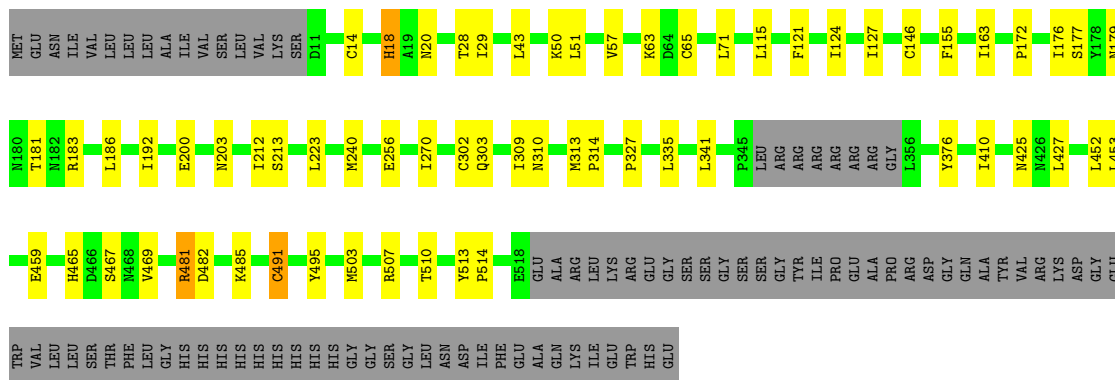 MET GLU ASN ILE VAL LEU LEU LEU ALA ILE VAL SER LEU VAL LYS SER D11 C14 H18 A19 N20 T28 I29 L43 K50 L51 V57 K63 D64 C65 L71 L115 F121 I124 I127 C146 F155 I163 P172 I176 S177 Y178 N179
N180 T181 N182 R183 L186 I192 E200 N203 I212 S213 L223 M240 E256 I270 C302 Q303 I309 N310 M313 P314 P327 L335 L341 P345 LEU ARG ARG ARG ARG ARG ARG GLY L356 Y376 I410 N425 N426 L427 L452 L453
E459 H465 D466 S467 N468 V469 R481 D482 K485 C491 Y495 M503 R507 T510 Y513 P514 E518 GLU ALA ARG LEU LYS ARG GLU GLY SER SER GLY SER SER GLY TYR ILE PRO GLU ALA PRO ARG ASP GLY GLN ALA TYR VAL ARG LYS ASP GLY GLU
TRP VAL LEU LEU SER THR PHE LEU GLY HIS HIS HIS HIS HIS HIS HIS HIS GLY GLY SER GLY LEU ASN ASP ILE PHE GLU ALA GLN LYS ILE GLU TRP HIS GLU